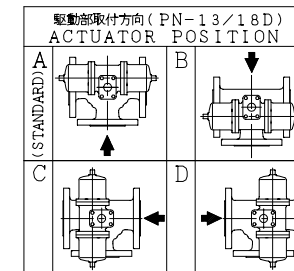 駆動部取付方向(PN-13/18D)
ACTUATOR POSITION
A
(STANDARD)
B
C
D